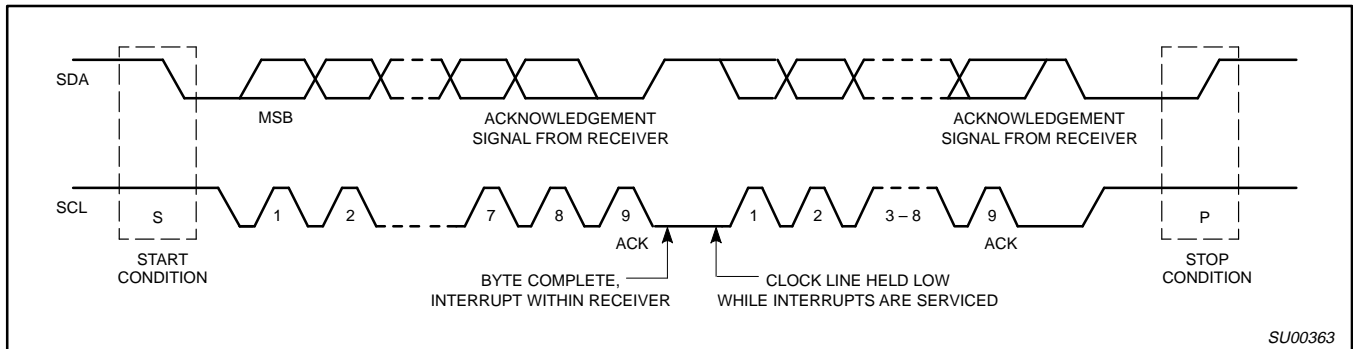 SDA
MSB
ACKNOWLEDGEMENT
SIGNAL FROM RECEIVER
ACKNOWLEDGEMENT
SIGNAL FROM RECEIVER
SCL
S
1
2
7
8
9
1
2
3 – 8
9
P
ACK
ACK
START
CONDITION
BYTE COMPLETE,
INTERRUPT WITHIN RECEIVER
CLOCK LINE HELD LOW
WHILE INTERRUPTS ARE SERVICED
STOP
CONDITION
SU00363